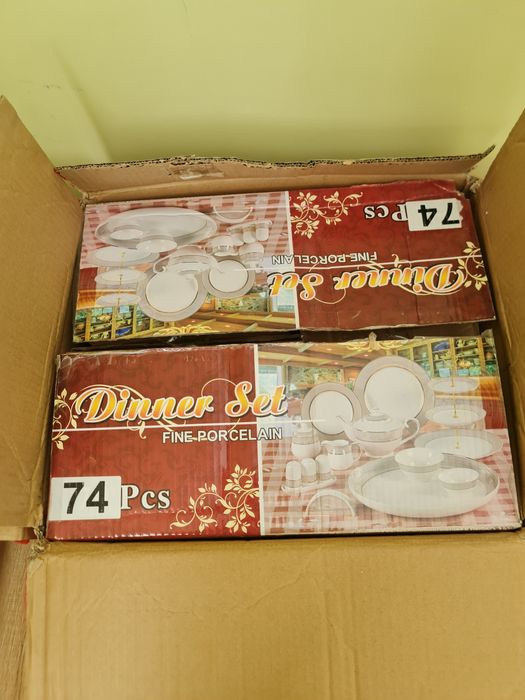 74 Pcs
Dinner Set
FINE PORCELAIN
Dinner Set
FINE PORCELAIN
74 Pcs